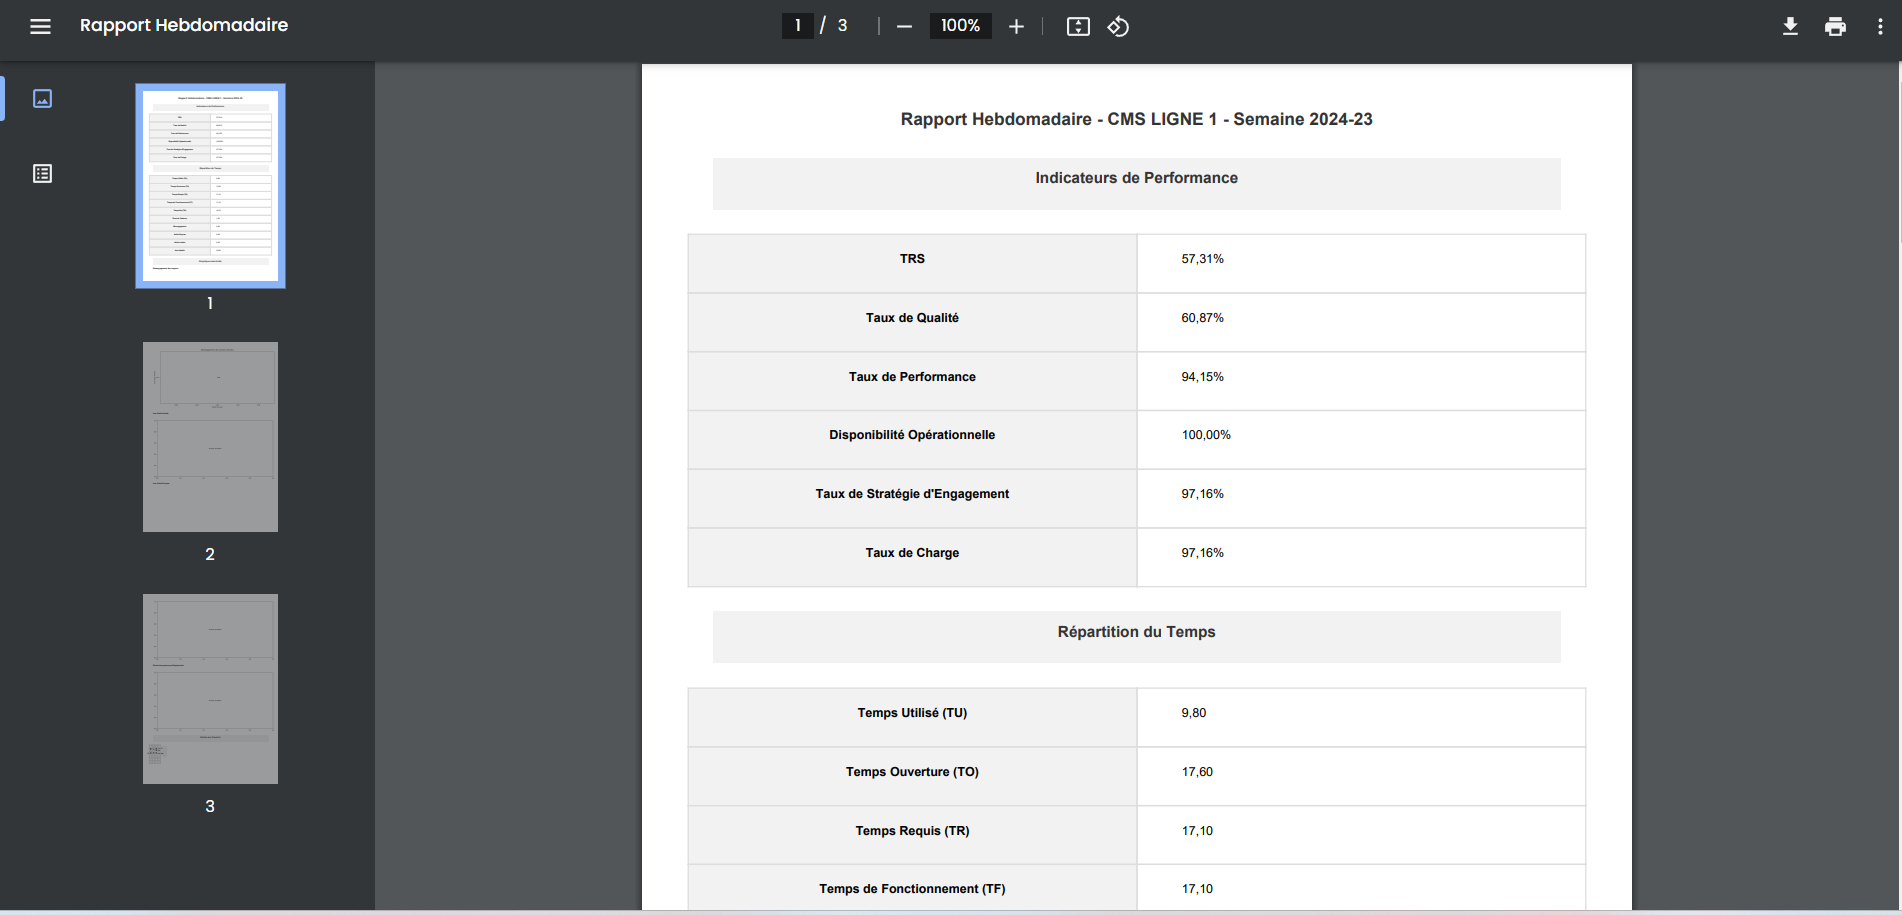 Rapport Hebdomadaire
1 / 3
100%
1
2
3
Rapport Hebdomadaire - CMS LIGNE 1 - Semaine 2024-23
Indicateurs de Performance
TRS 57,31%
Taux de Qualité 60,87%
Taux de Performance 94,15%
Disponibilité Opérationnelle 100,00%
Taux de Stratégie d'Engagement 97,16%
Taux de Charge 97,16%
Répartition du Temps
Temps Utilisé (TU) 9,80
Temps Ouverture (TO) 17,60
Temps Requis (TR) 17,10
Temps de Fonctionnement (TF) 17,10